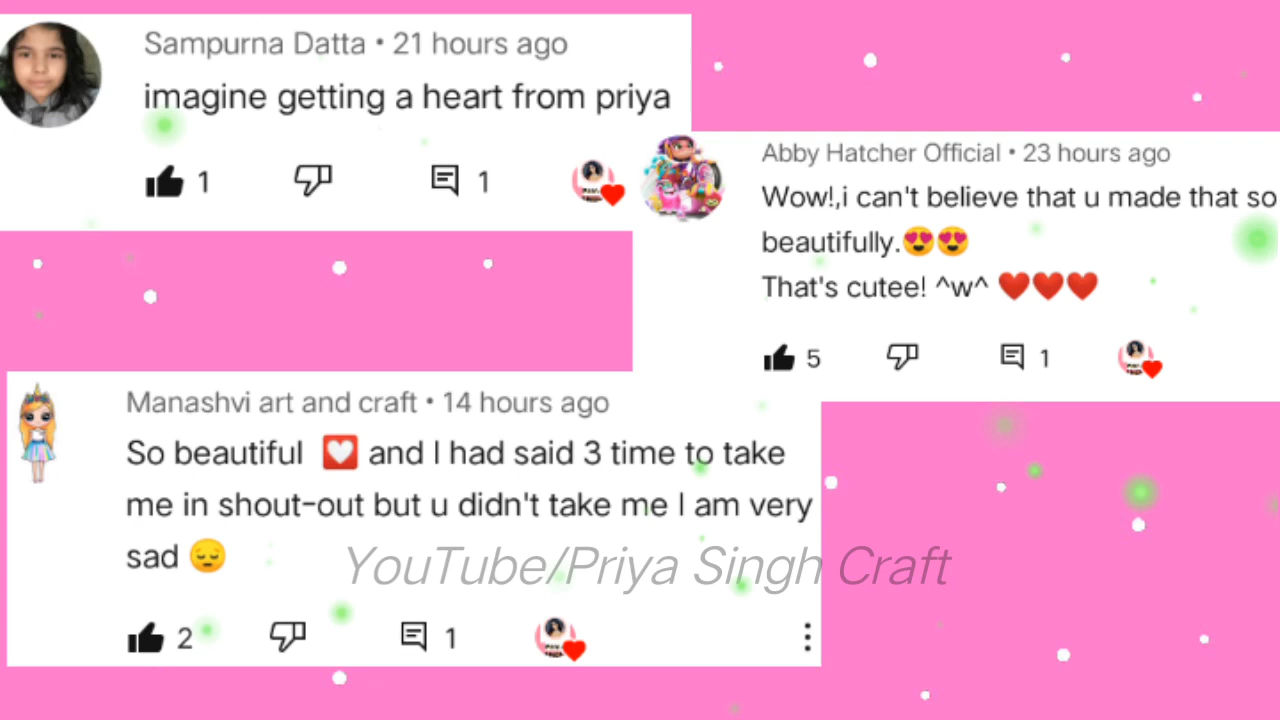 Sampurna Datta • 21 hours ago
imagine getting a heart from priya
1
1
Abby Hatcher Official • 23 hours ago
Wow!,i can't believe that u made that so
beautifully.😍😍
That's cutee! ^w^ ❤️❤️❤️
5
1
Manashvi art and craft • 14 hours ago
So beautiful 💟 and I had said 3 time to take
me in shout-out but u didn't take me I am very
sad 😔
YouTube/Priya Singh Craft
2
1